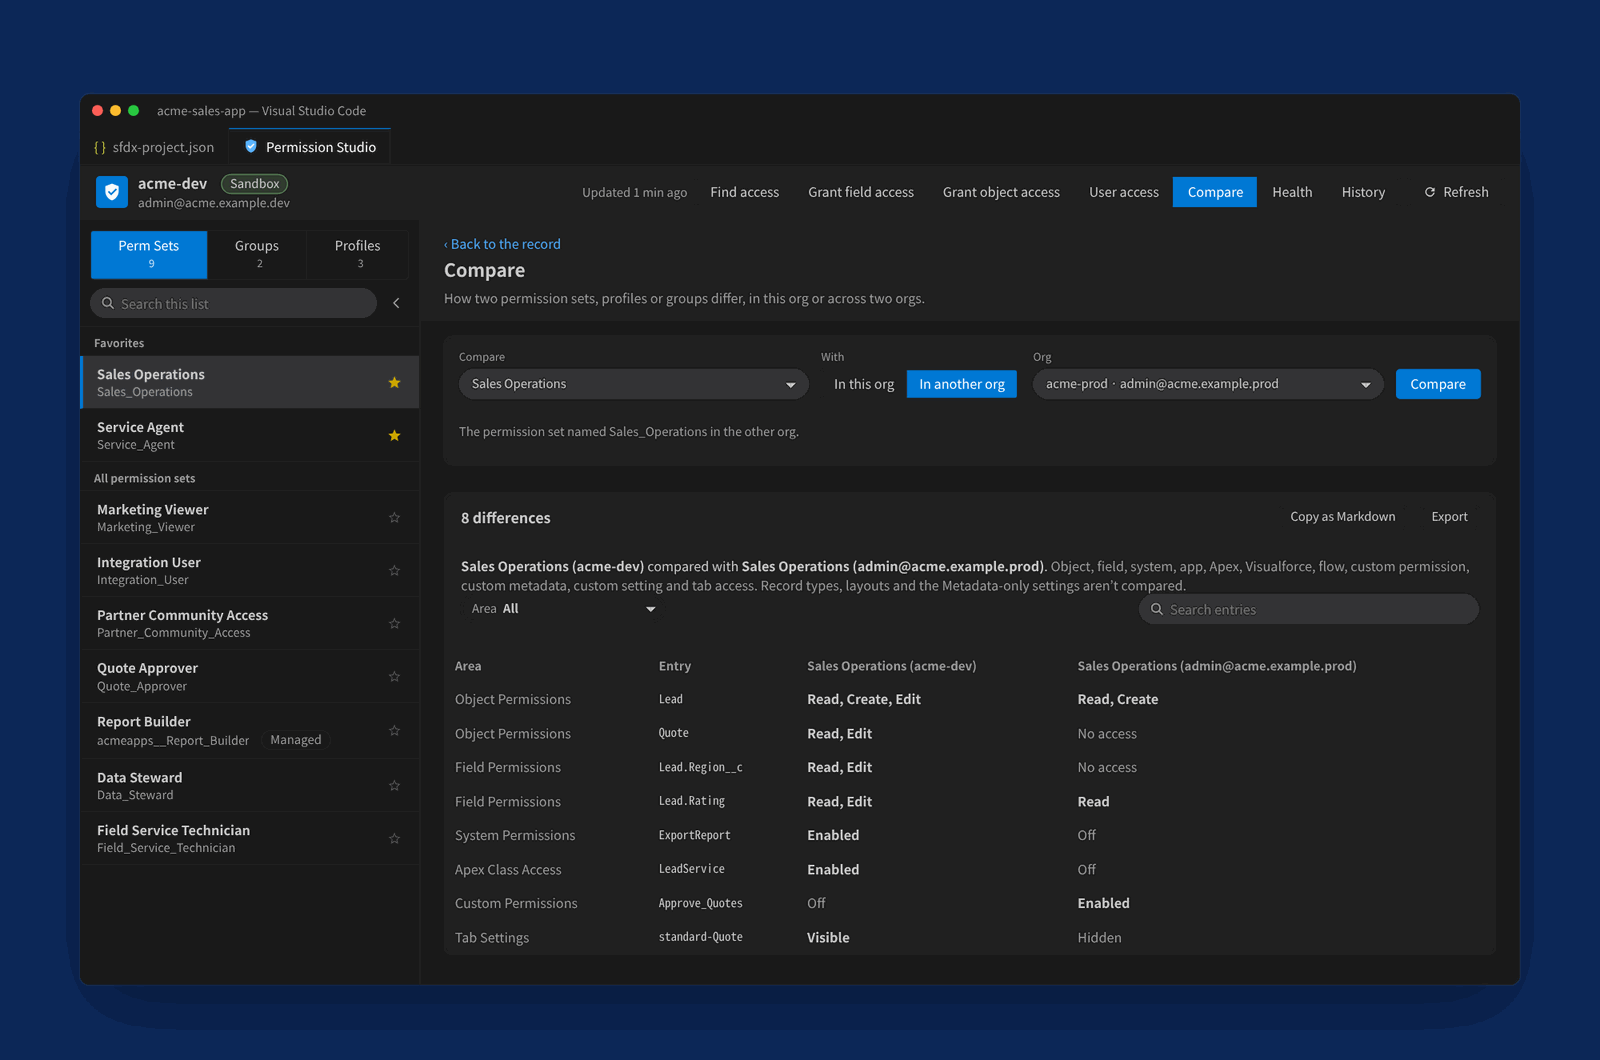 acme-sales-app — Visual Studio Code
{ } sfdx-project.json
Permission Studio
acme-dev Sandbox
admin@acme.example.dev
Updated 1 min ago Find access Grant field access Grant object access User access Compare Health History Refresh
Perm Sets Groups Profiles
9 2 3
Search this list
Favorites
Sales Operations
Sales_Operations
Service Agent
Service_Agent
All permission sets
Marketing Viewer
Marketing_Viewer
Integration User
Integration_User
Partner Community Access
Partner_Community_Access
Quote Approver
Quote_Approver
Report Builder
acmeapps__Report_Builder Managed
Data Steward
Data_Steward
Field Service Technician
Field_Service_Technician
‹ Back to the record
Compare
How two permission sets, profiles or groups differ, in this org or across two orgs.
Compare With Org
Sales Operations In this org In another org acme-prod · admin@acme.example.prod Compare
The permission set named Sales_Operations in the other org.
8 differences Copy as Markdown Export
Sales Operations (acme-dev) compared with Sales Operations (admin@acme.example.prod). Object, field, system, app, Apex, Visualforce, flow, custom permission,
custom metadata, custom setting and tab access. Record types, layouts and the Metadata-only settings aren’t compared.
Area All Search entries
Area Entry Sales Operations (acme-dev) Sales Operations (admin@acme.example.prod)
Object Permissions Lead Read, Create, Edit Read, Create
Object Permissions Quote Read, Edit No access
Field Permissions Lead.Region__c Read, Edit No access
Field Permissions Lead.Rating Read, Edit Read
System Permissions ExportReport Enabled Off
Apex Class Access LeadService Enabled Off
Custom Permissions Approve_Quotes Off Enabled
Tab Settings standard-Quote Visible Hidden